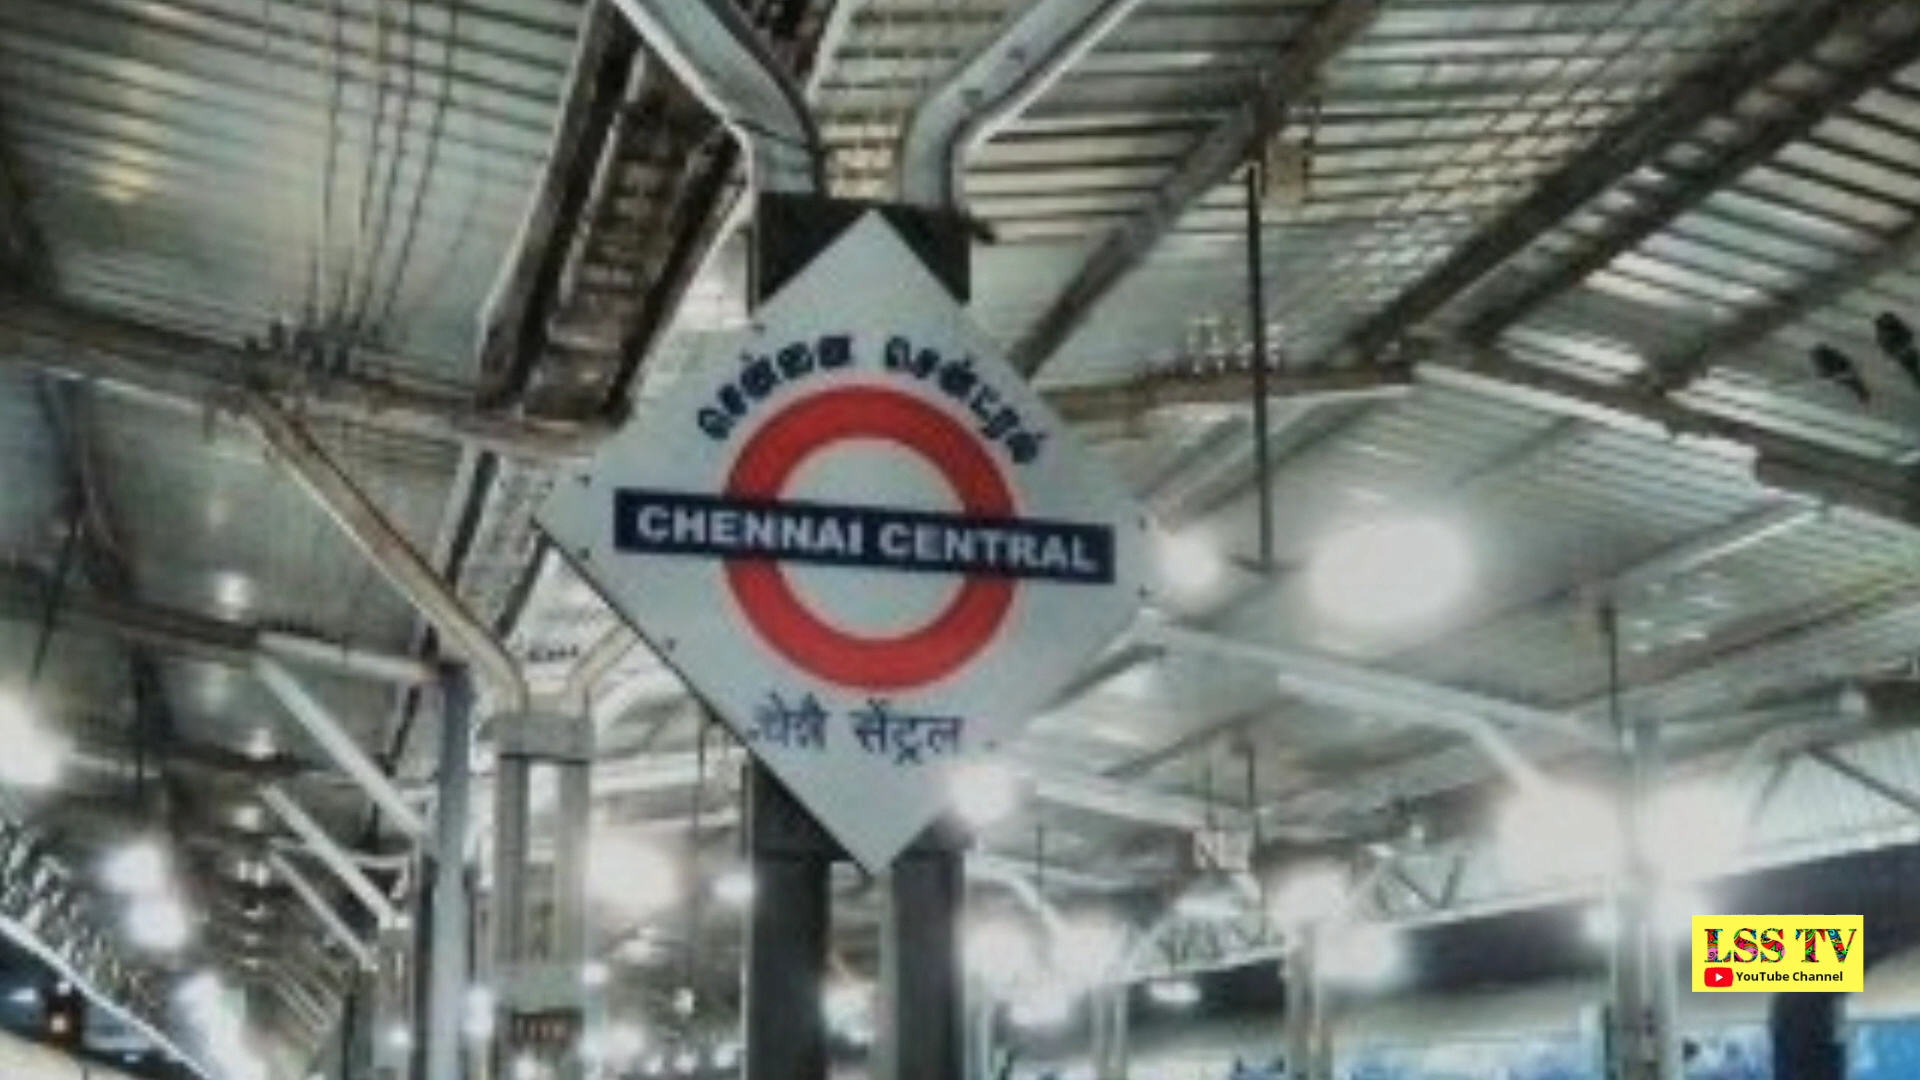 சென்னை சென்ட்ரல்
CHENNAI CENTRAL
चेन्नै सेंट्रल
LSS TV
YouTube Channel